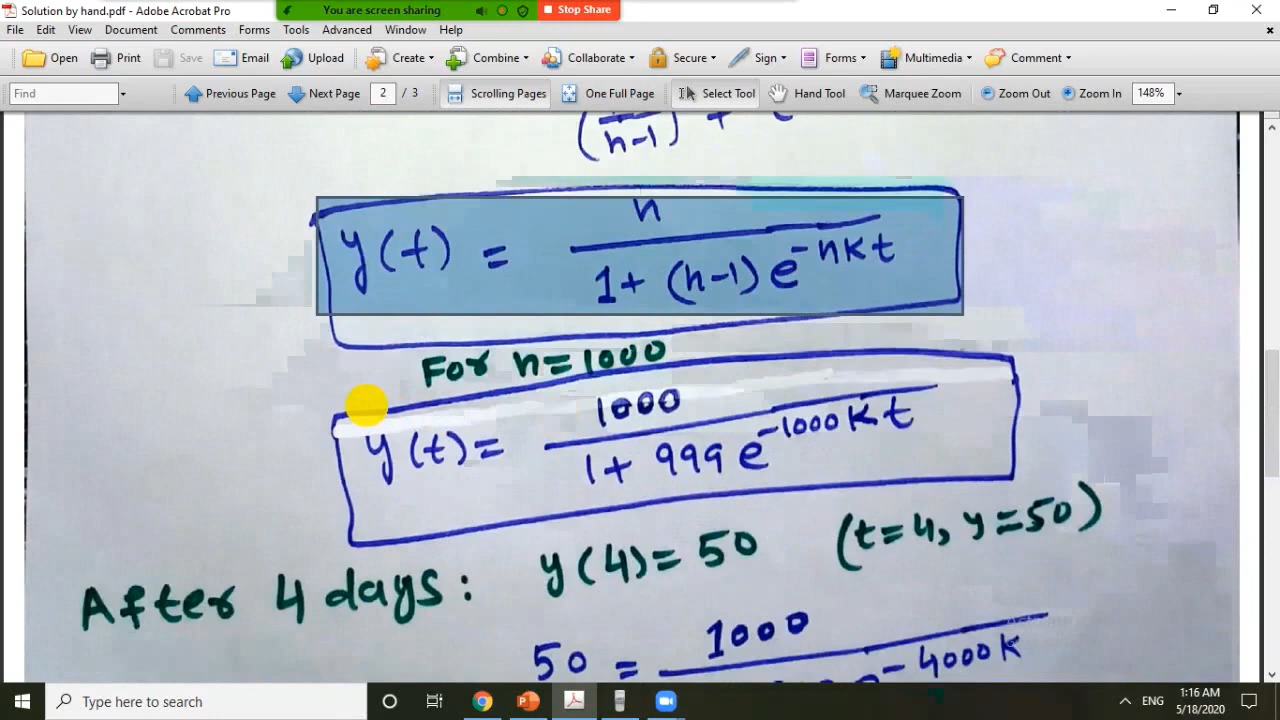 Solution by hand.pdf - Adobe Acrobat Pro
You are screen sharing
Stop Share
File Edit View Document Comments Forms Tools Advanced Window Help
Open Print Save Email Upload Create Combine Collaborate Secure Sign Forms Multimedia Comment
Find Previous Page Next Page 2 / 3 Scrolling Pages One Full Page Select Tool Hand Tool Marquee Zoom Zoom Out Zoom In 148%
(n-1) +
n
y(t) = 1+ (n-1) e^-nkt
For n=1000
1000
y(t)= 1+ 999 e^-1000kt
After 4 days: y(4)=50 (t=4, y=50)
1000
50 = -4000k
Type here to search
ENG
1:16 AM
5/18/2020